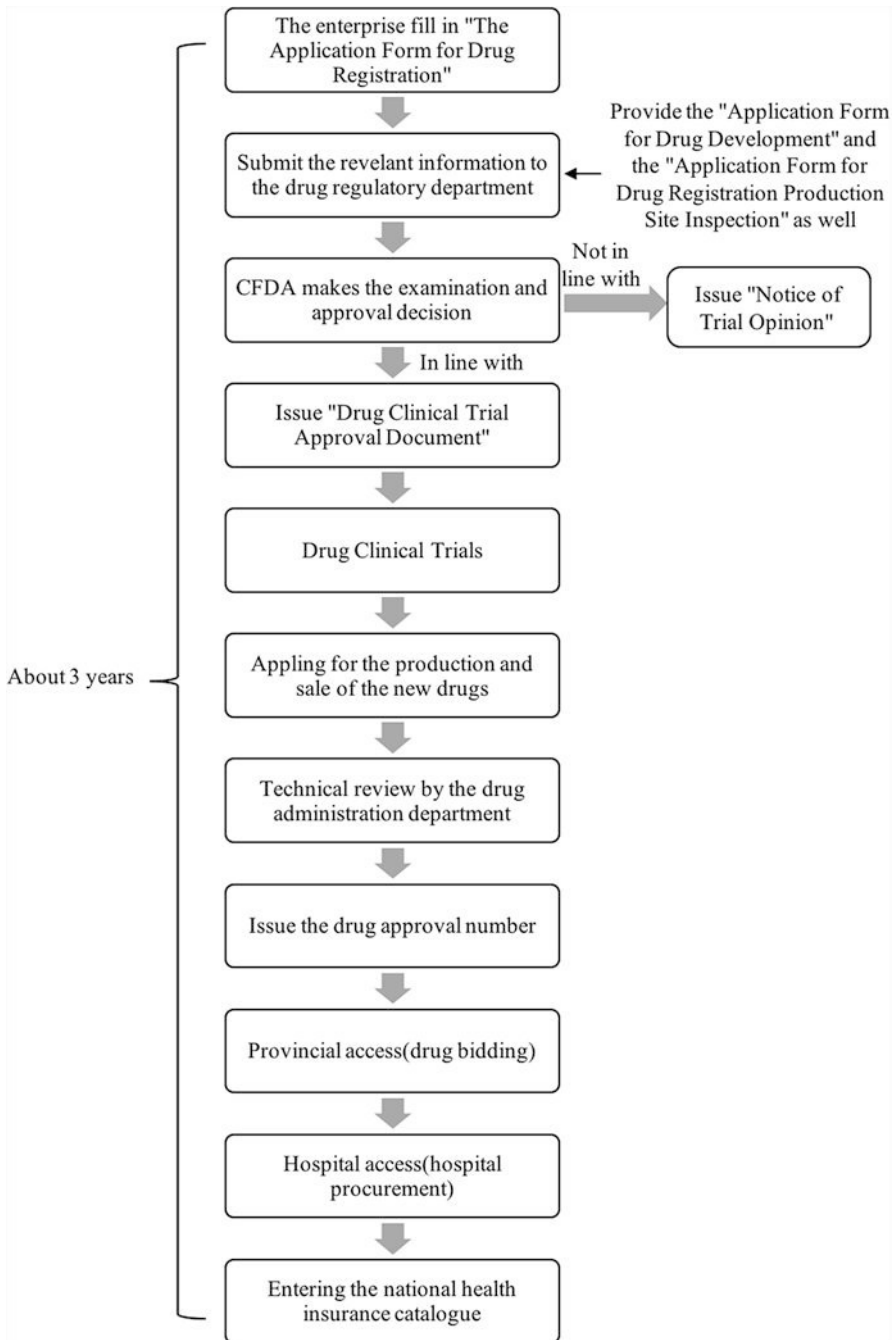 The enterprise fill in "The
Application Form for Drug
Registration"
Provide the "Application Form
for Drug Development" and
the "Application Form for
Drug Registration Production
Site Inspection" as well
Submit the revelant information to
the drug regulatory department
Not in
line with
CFDA makes the examination and
approval decision
Issue "Notice of
Trial Opinion"
In line with
Issue "Drug Clinical Trial
Approval Document"
Drug Clinical Trials
About 3 years
Appling for the production and
sale of the new drugs
Technical review by the drug
administration department
Issue the drug approval number
Provincial access(drug bidding)
Hospital access(hospital
procurement)
Entering the national health
insurance catalogue